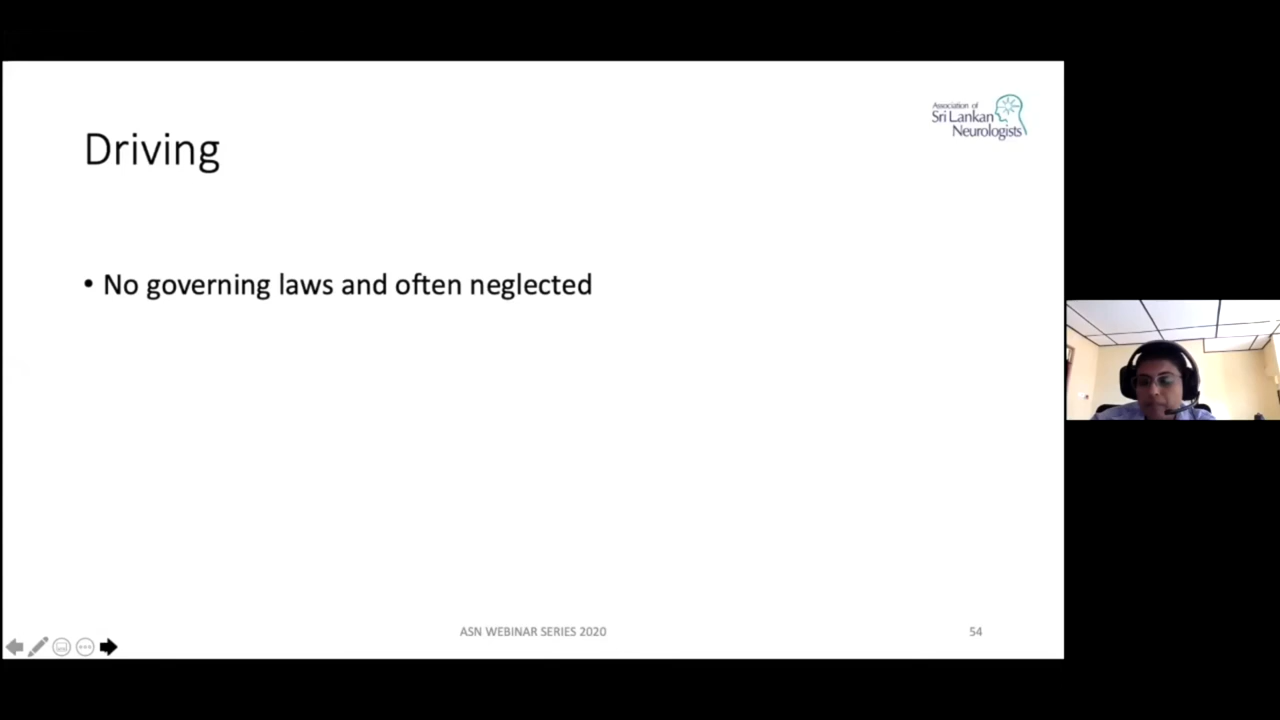 Association of
Sri Lankan
Neurologists
Driving
• No governing laws and often neglected
ASN WEBINAR SERIES 2020
54